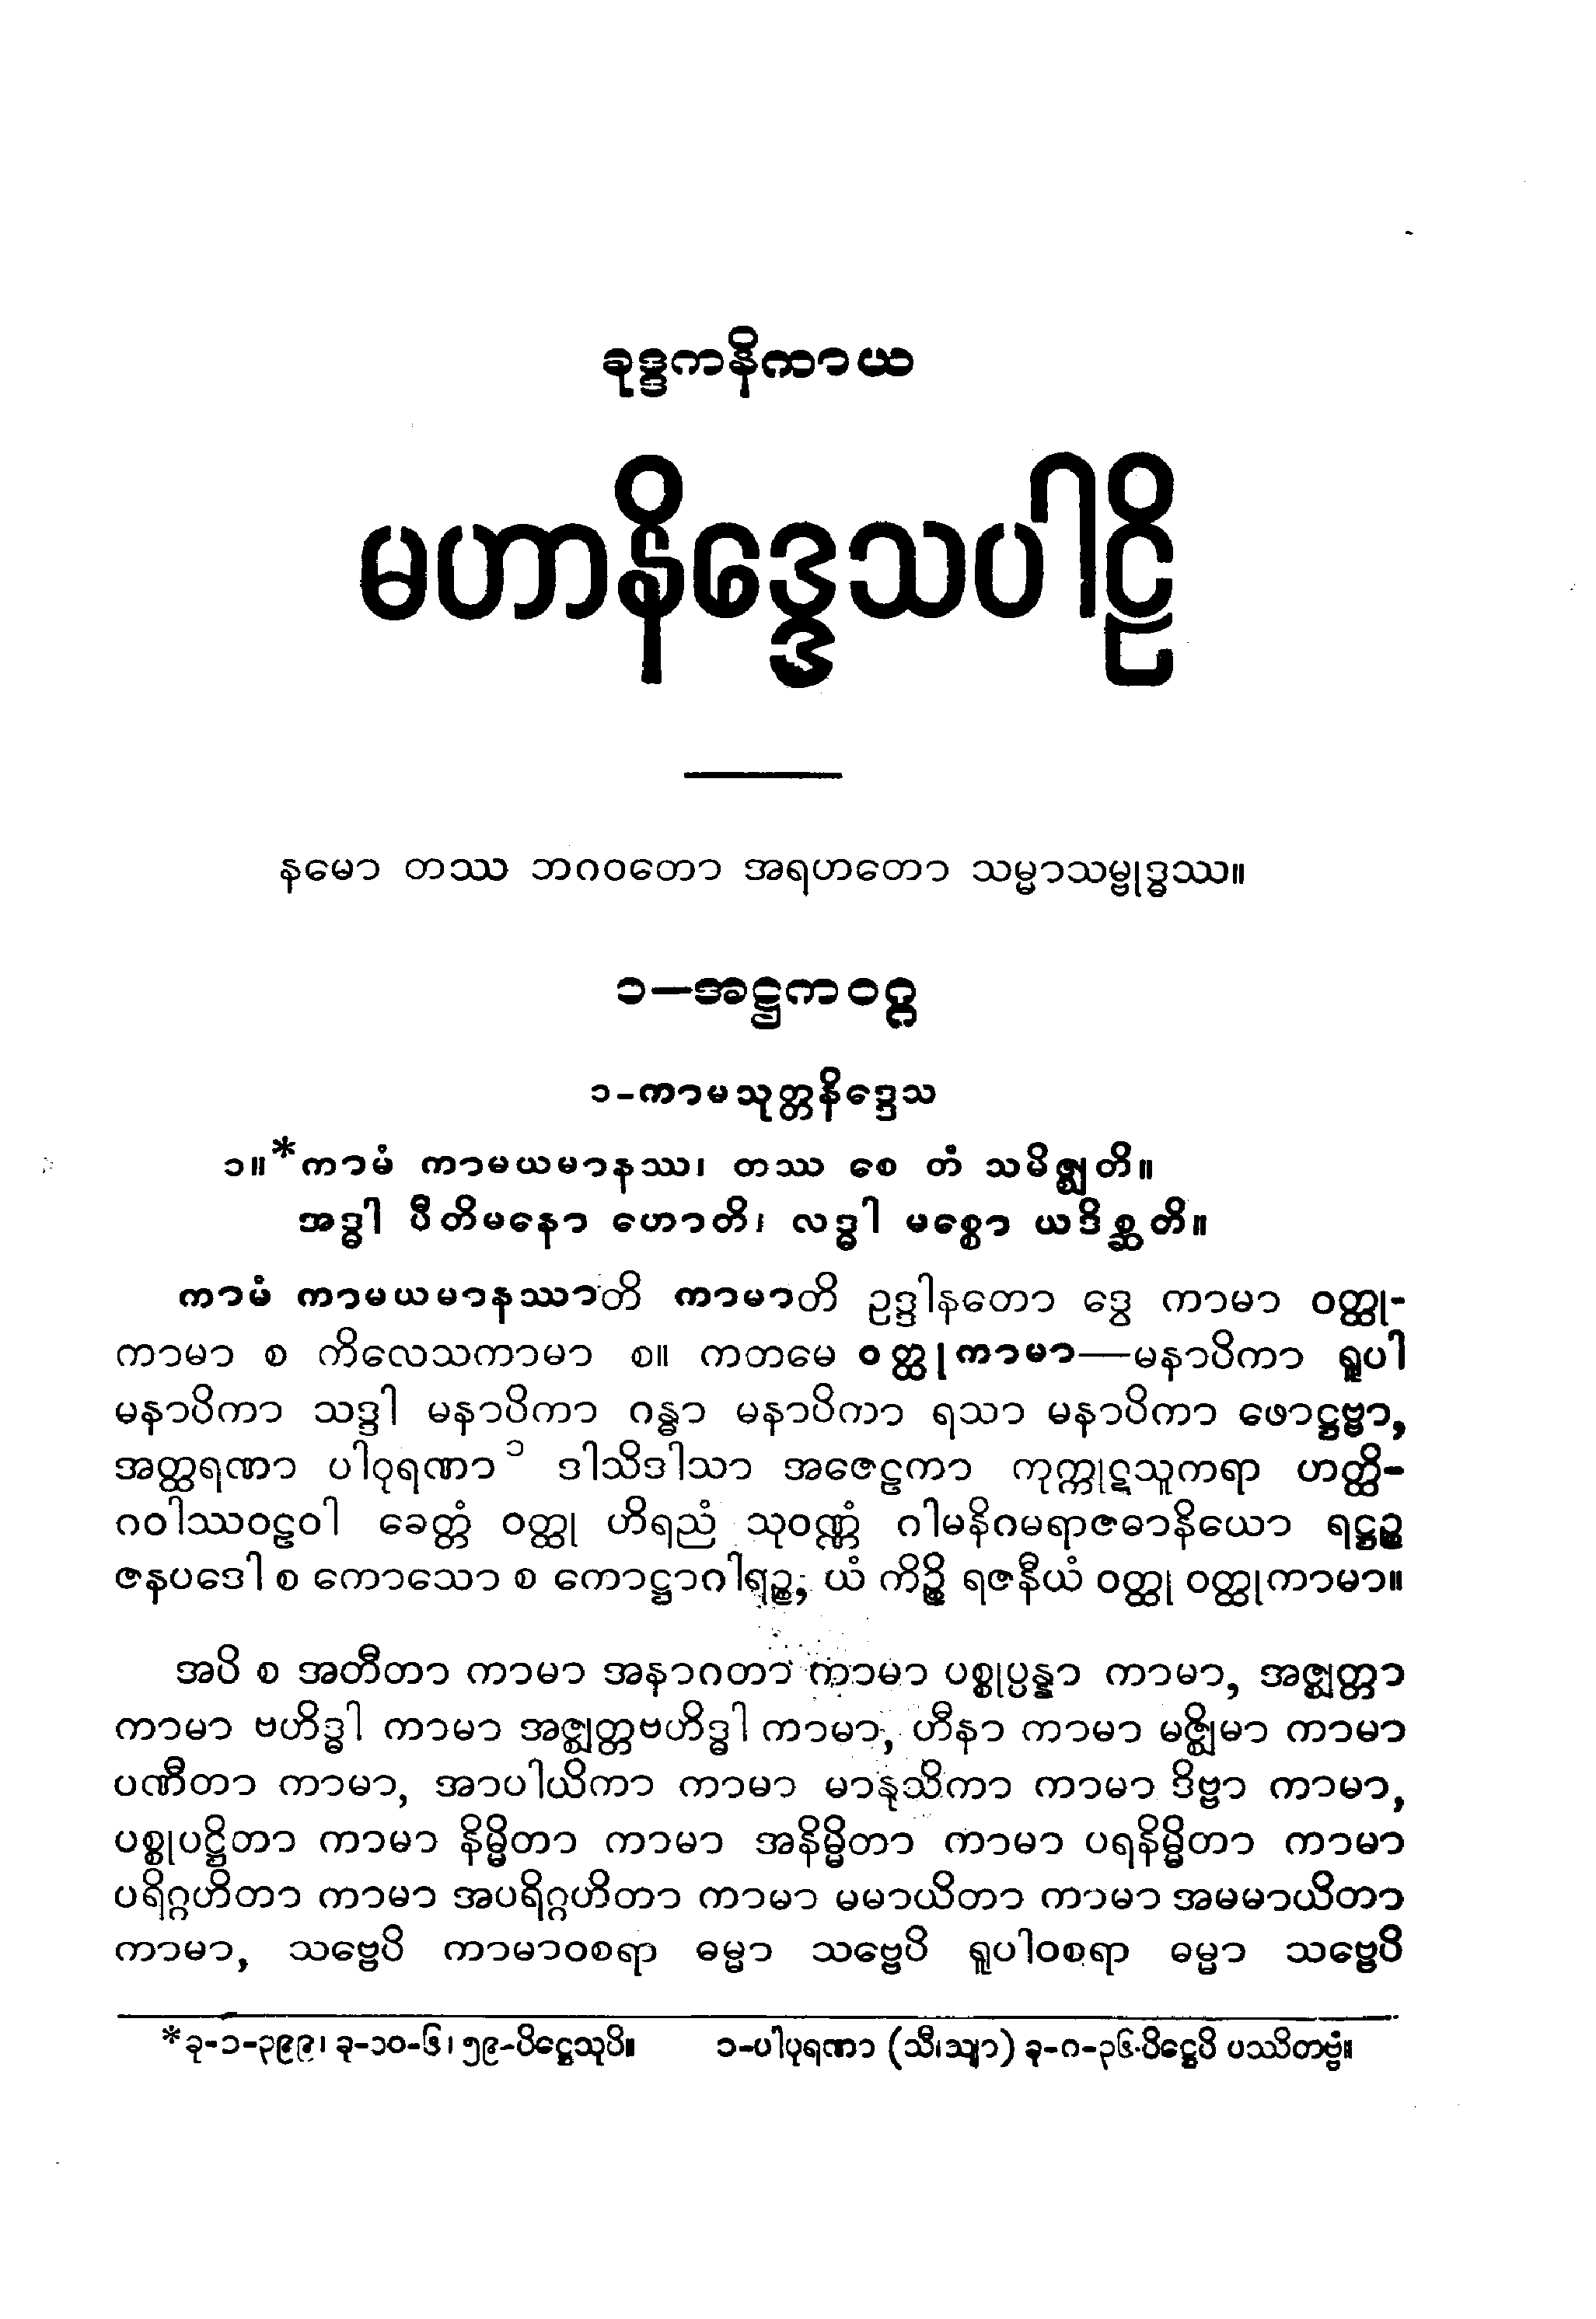 ခုဒ္ဒကနိကာယ
မဟာနိဒ္ဒေသပါဠိ
နမော တဿ ဘဂဝတော အရဟတော သမ္မာသမ္ဗုဒ္ဓဿ။
၁—အဋ္ဌကဝဂ္ဂ
၁-ကာမသုတ္တနိဒ္ဒေသ
၁။*ကာမံ ကာမယမာနဿ၊ တဿ စေ တံ သမိဇ္ဈတိ။
အဒ္ဓါ ပီတိမနော ဟောတိ၊ လဒ္ဓါ မစ္စော ယဒိစ္ဆတိ။
ကာမံ ကာမယမာနဿာတိ ကာမာတိ ဥဒ္ဒါနတော ဒွေ ကာမာ ဝတ္ထု-
ကာမာ စ ကိလေသကာမာ စ။ ကတမေ ဝတ္ထုကာမာ—မနာပိကာ ရူပါ
မနာပိကာ သဒ္ဒါ မနာပိကာ ဂန္ဓာ မနာပိကာ ရသာ မနာပိကာ ဖောဋ္ဌဗ္ဗာ,
အတ္ထရဏာ ပါဝုရဏာ ၁ ဒါသိဒါသာ အဇေဠကာ ကုက္ကုဋသူကရာ ဟတ္ထိ-
ဂဝါဿဝဠဝါ ခေတ္တံ ဝတ္ထု ဟိရညံ သုဝဏ္ဏံ ဂါမနိဂမရာဇဓာနိယော ရဋ္ဌဉ္စ
ဇနပဒေါ စ ကောသော စ ကောဋ္ဌာဂါရဉ္စ, ယံ ကိဉ္စိ ရဇနီယံ ဝတ္ထု ဝတ္ထုကာမာ။
အပိ စ အတီတာ ကာမာ အနာဂတာ ကာမာ ပစ္စုပ္ပန္နာ ကာမာ, အဇ္ဈတ္တာ
ကာမာ ဗဟိဒ္ဓါ ကာမာ အဇ္ဈတ္တဗဟိဒ္ဓါ ကာမာ, ဟီနာ ကာမာ မဇ္ဈိမာ ကာမာ
ပဏီတာ ကာမာ, အာပါယိကာ ကာမာ မာနုသိကာ ကာမာ ဒိဗ္ဗာ ကာမာ,
ပစ္စုပဋ္ဌိတာ ကာမာ နိမ္မိတာ ကာမာ အနိမ္မိတာ ကာမာ ပရနိမ္မိတာ ကာမာ
ပရိဂ္ဂဟိတာ ကာမာ အပရိဂ္ဂဟိတာ ကာမာ မမာယိတာ ကာမာ အမမာယိတာ
ကာမာ, သဗ္ဗေပိ ကာမာဝစရာ ဓမ္မာ သဗ္ဗေပိ ရူပါဝစရာ ဓမ္မာ သဗ္ဗေပိ
*ခု-၁-၃၉၉၊ ခု-၁၀-၆၊ ၅၉-ပိဋ္ဌေသုပိ။ ၁-ပါပုရဏာ (သီ၊သျာ) ခု-ဂ-၃၆-ပိဋ္ဌေပိ ပဿိတဗ္ဗံ။